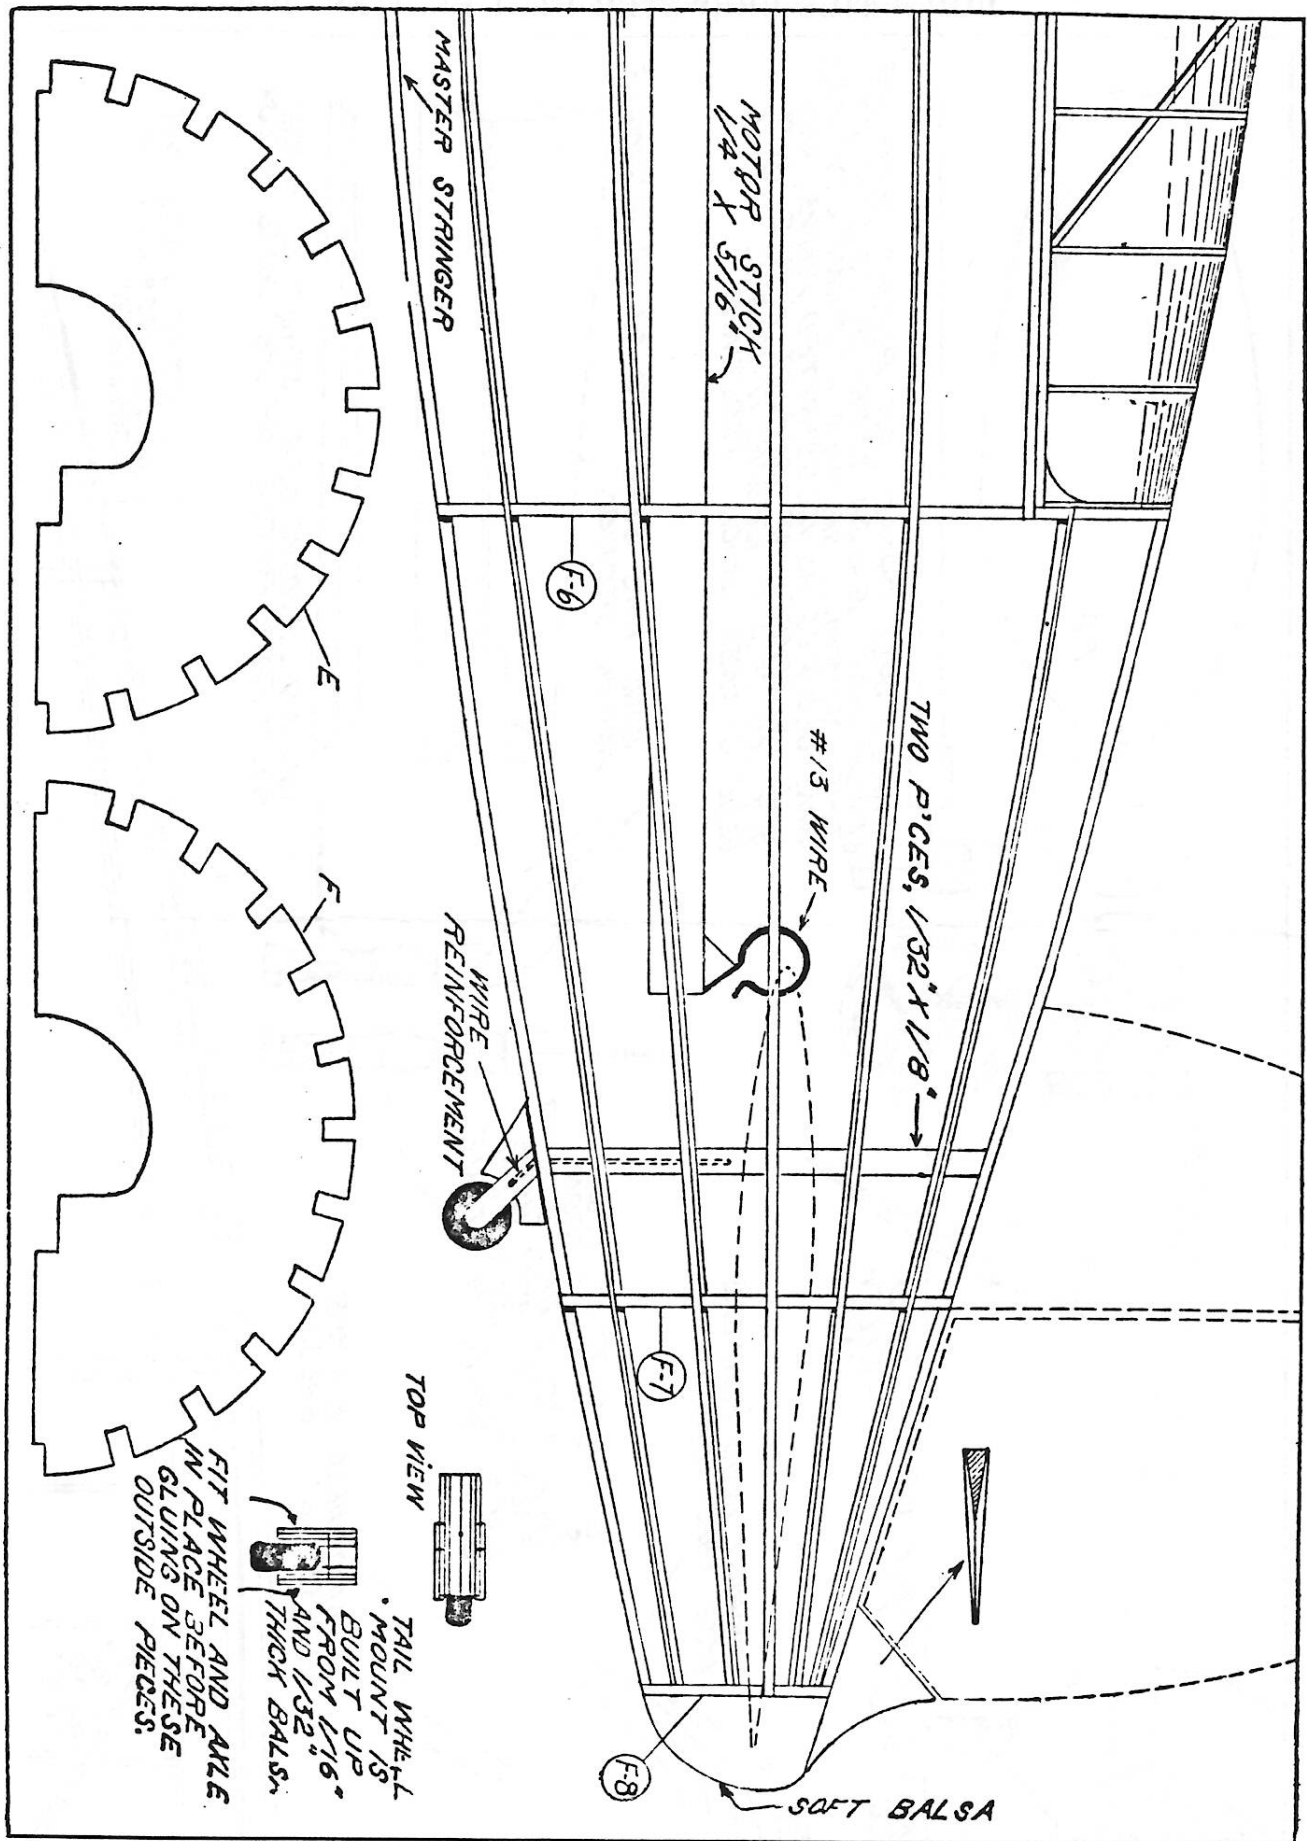 MASTER STRINGER
MOTOR STICK
1/4 X 5/16"
F-6
E
TWO P'CES, 1/32" X 1/8"
#13 WIRE
F
WIRE
REINFORCEMENT
F-7
TOP VIEW
TAIL WHEEL
MOUNT IS
BUILT UP
FROM 1/16"
AND 1/32"
THICK BALSA
FIT WHEEL AND AXLE
IN PLACE BEFORE
GLUING ON THESE
OUTSIDE PIECES.
F-8
SOFT BALSA